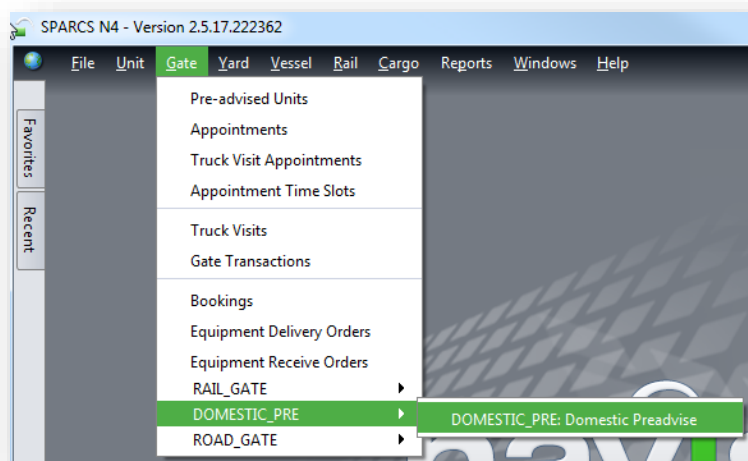 SPARCS N4 - Version 2.5.17.222362
File Unit Gate Yard Vessel Rail Cargo Reports Windows Help
Favorites
Recent
Pre-advised Units
Appointments
Truck Visit Appointments
Appointment Time Slots
Truck Visits
Gate Transactions
Bookings
Equipment Delivery Orders
Equipment Receive Orders
RAIL_GATE
DOMESTIC_PRE
DOMESTIC_PRE: Domestic Preadvise
ROAD_GATE